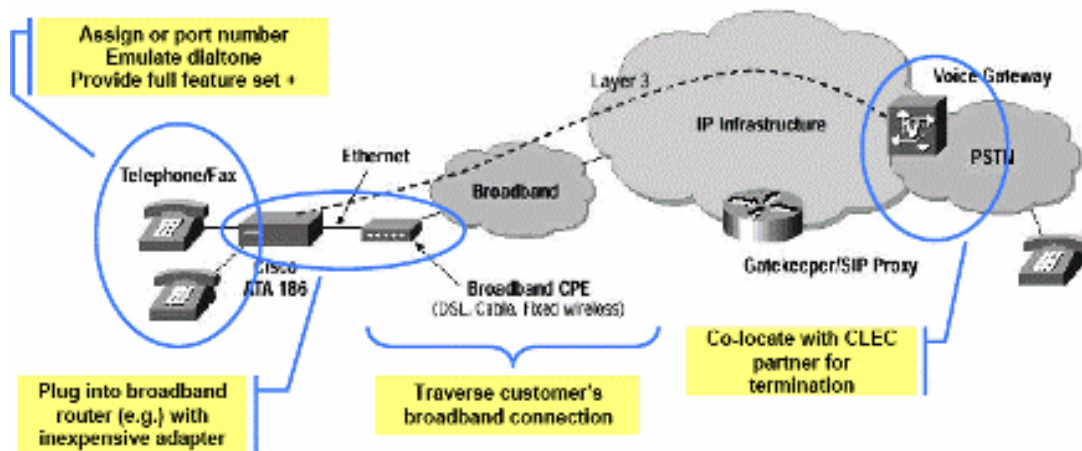 Assign or port number
Emulate dialtone
Provide full feature set +
Layer 3
Voice Gateway
IP Infrastructure
PSTN
Ethernet
Telephone/Fax
Broadband
Cisco
ATA 186
Broadband CPE
(DSL, Cable, Fixed wireless)
Gatekeeper/SIP Proxy
Plug into broadband
router (e.g.) with
inexpensive adapter
Traverse customer's
broadband connection
Co-locate with CLEC
partner for
termination
V